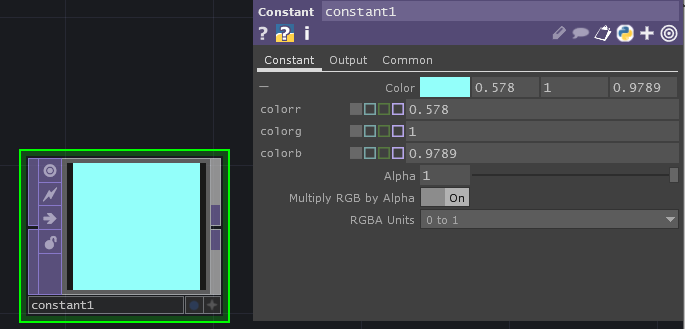 Constant constant1
? ? i
Constant Output Common
Color 0.578 1 0.9789
colorr 0.578
colorg 1
colorb 0.9789
Alpha 1
Multiply RGB by Alpha On
RGBA Units 0 to 1
constant1